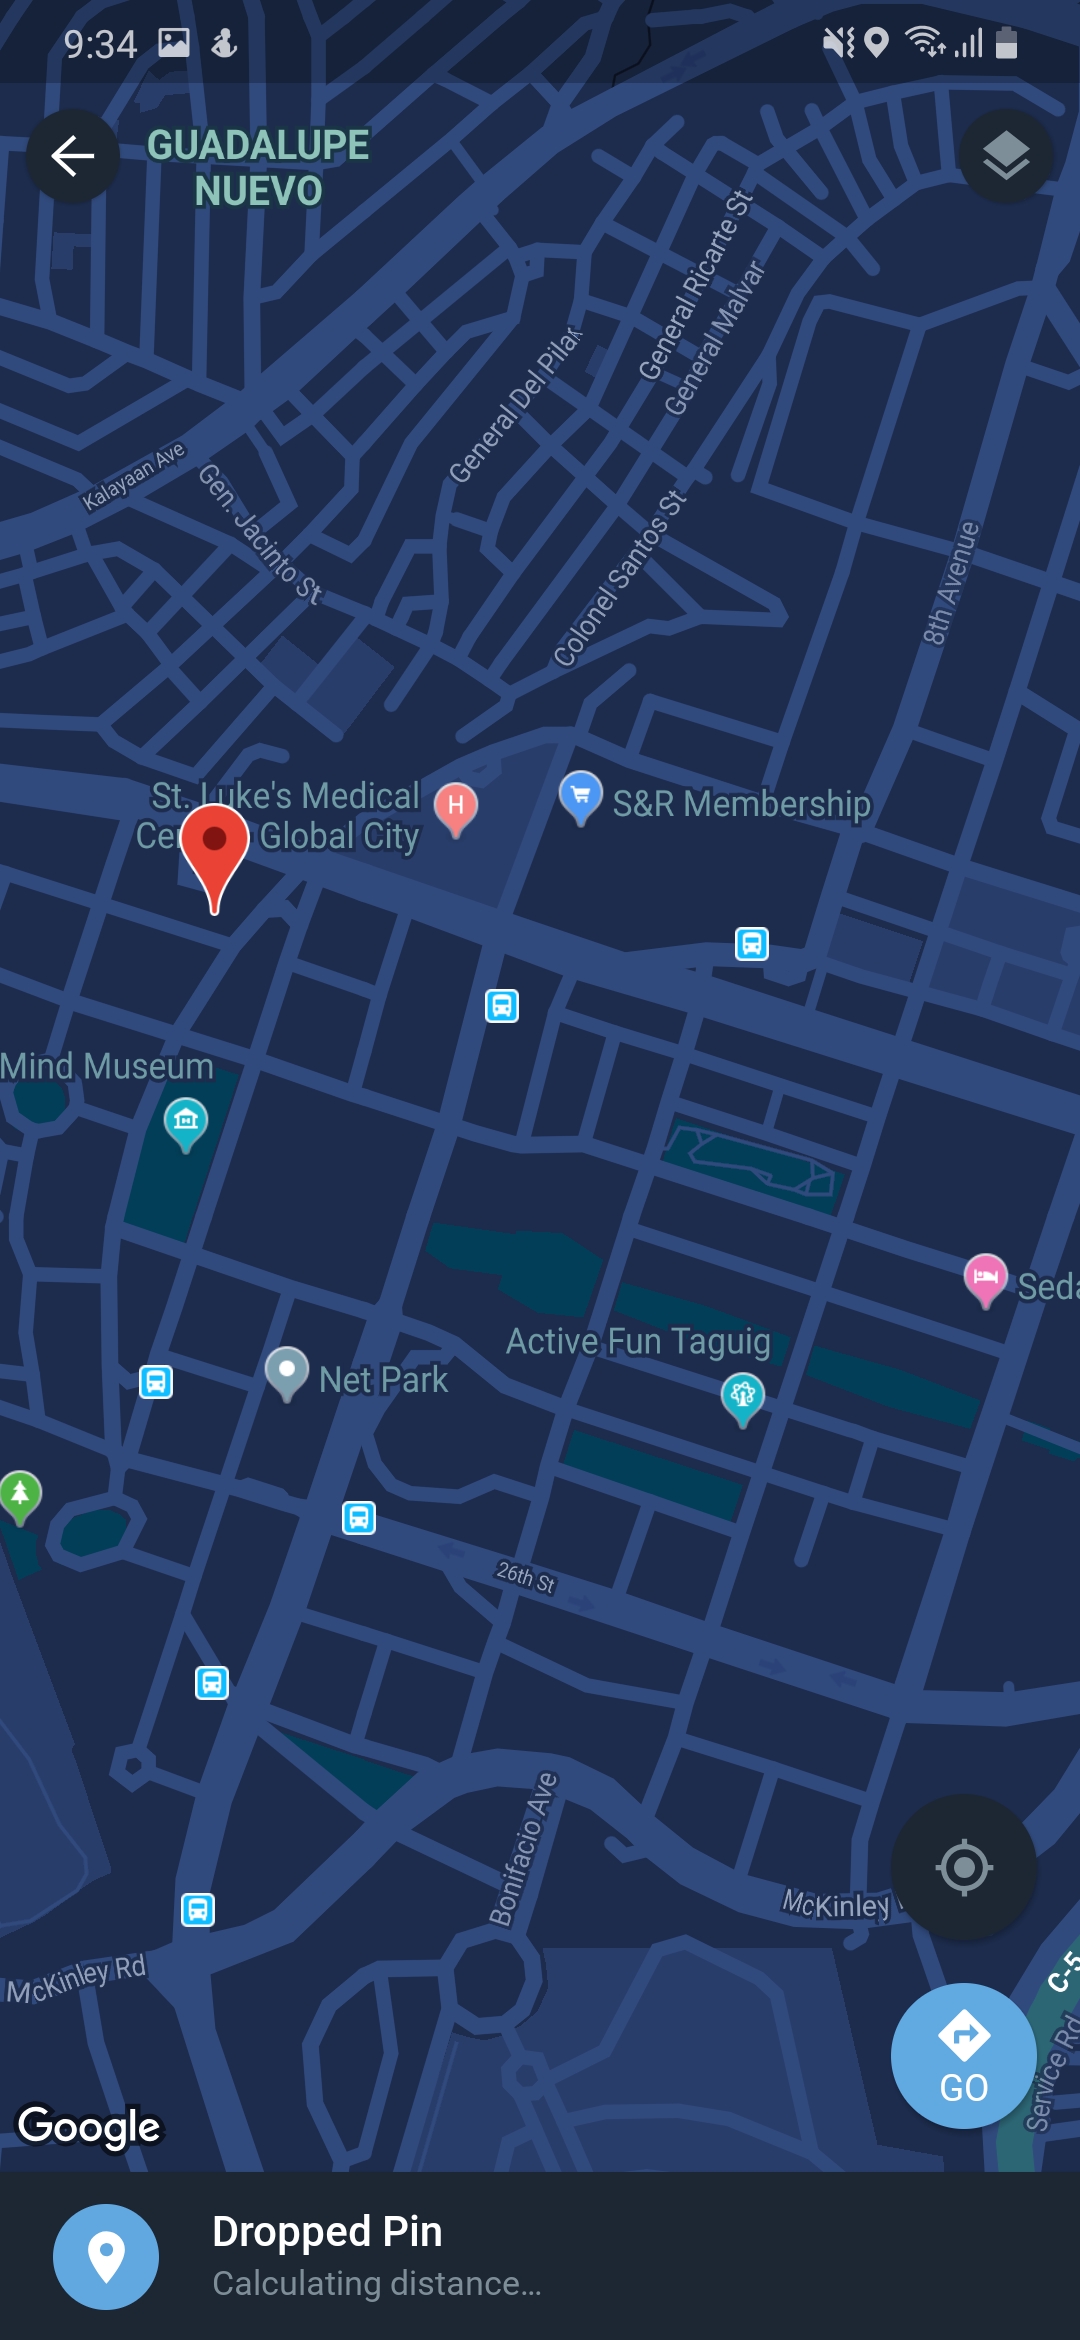 9:34
GUADALUPE
NUEVO
General Ricarte St
General Malvar
General Del Pilar
Kalayaan Ave
Gen. Jacinto St
Colonel Santos St
8th Avenue
St. Luke's Medical
Global City
H
S&R Membership
Mind Museum
Seda
Active Fun Taguig
Net Park
26th St
Bonifacio Ave
McKinley
McKinley Rd
C-5
Service Rd
GO
Google
Dropped Pin
Calculating distance...